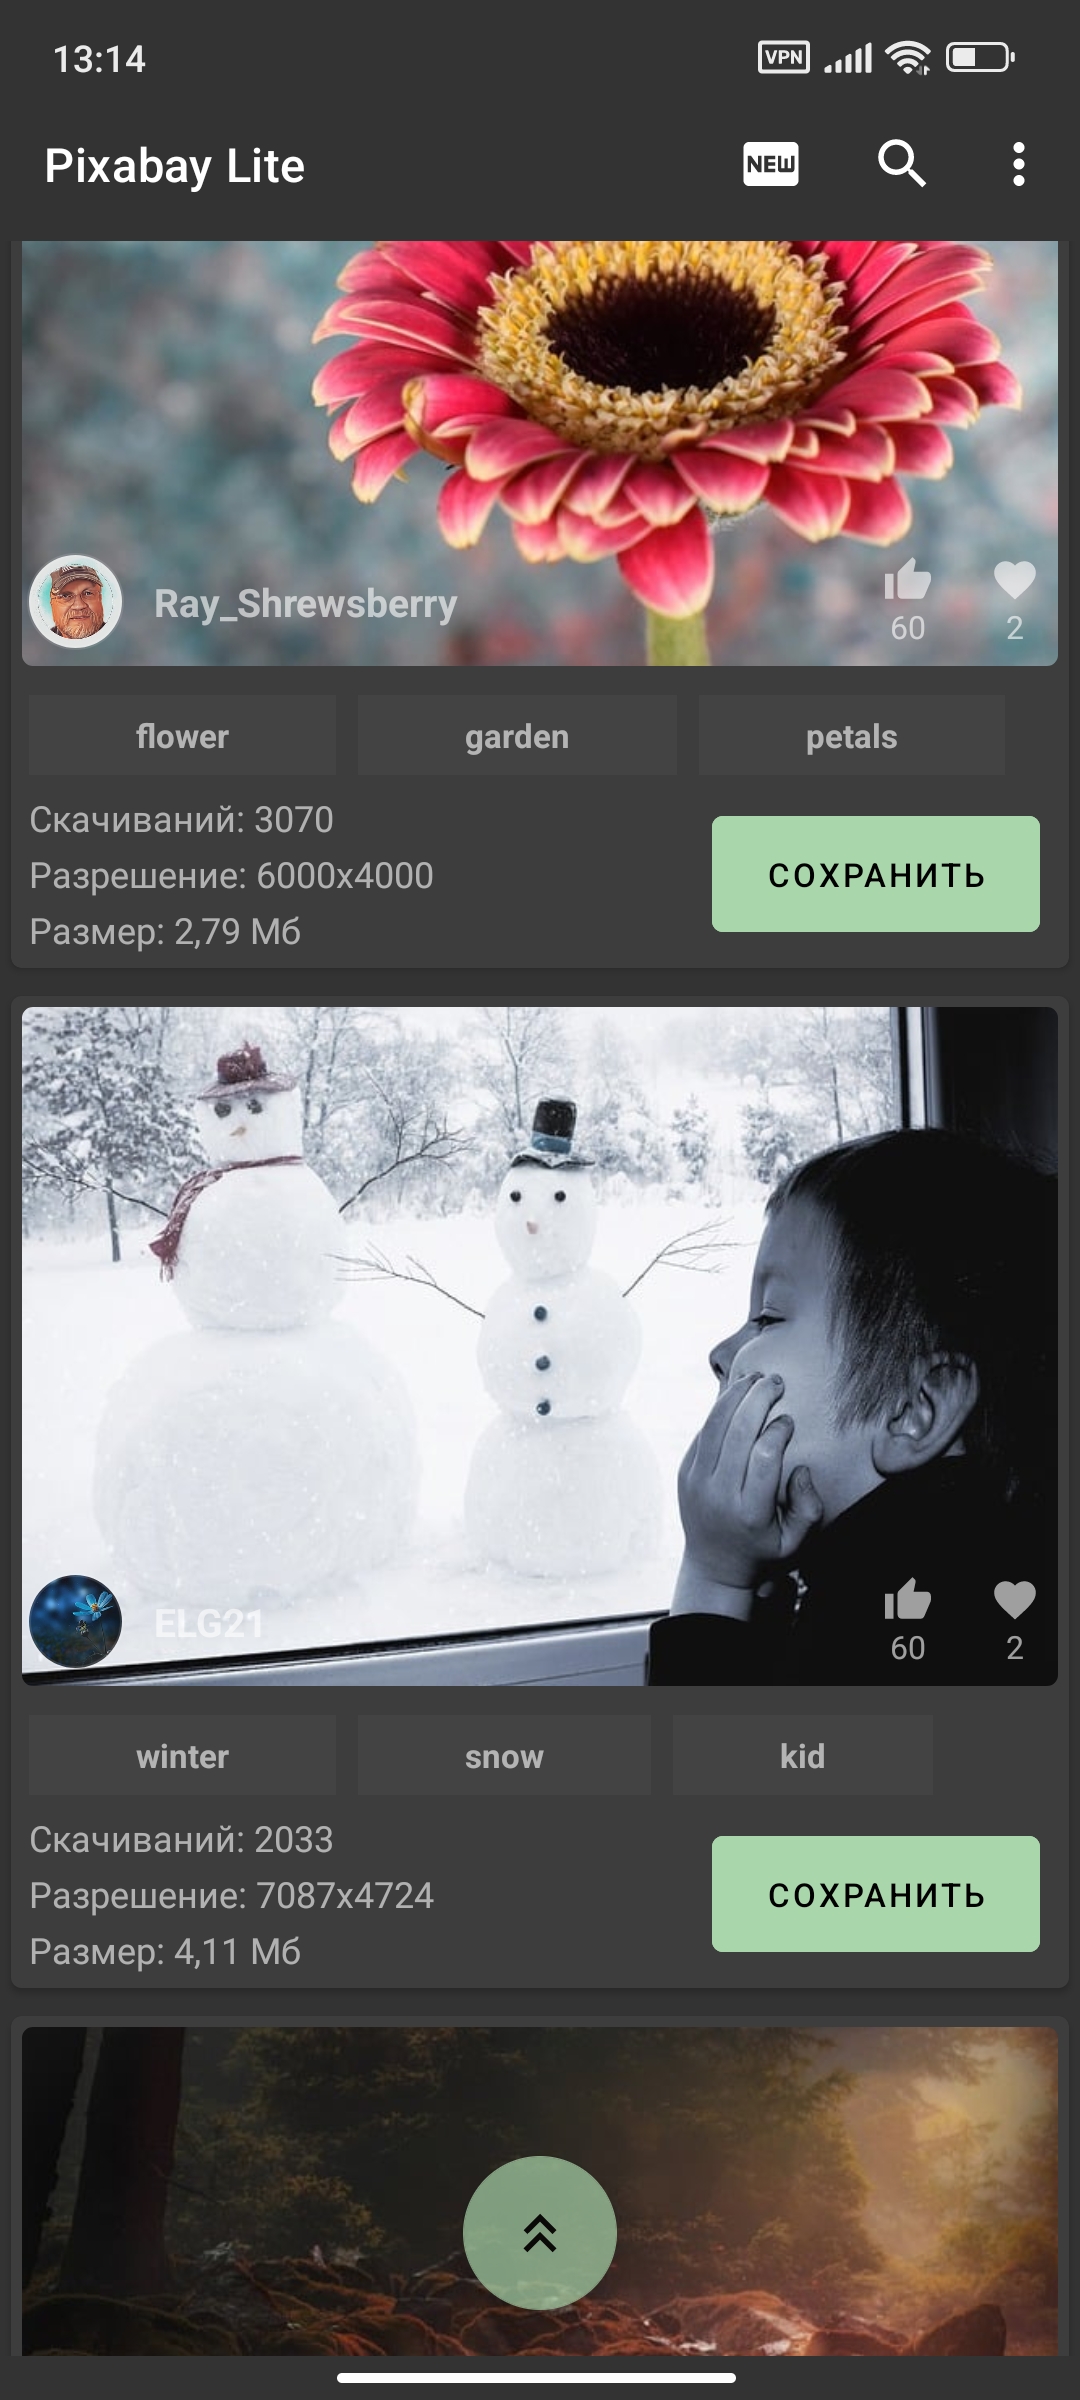 13:14
VPN
Pixabay Lite
NEW
Ray_Shrewsberry
60
2
flower
garden
petals
Скачиваний: 3070
Разрешение: 6000x4000
Размер: 2,79 Мб
СОХРАНИТЬ
ELG21
60
2
winter
snow
kid
Скачиваний: 2033
Разрешение: 7087x4724
Размер: 4,11 Мб
СОХРАНИТЬ